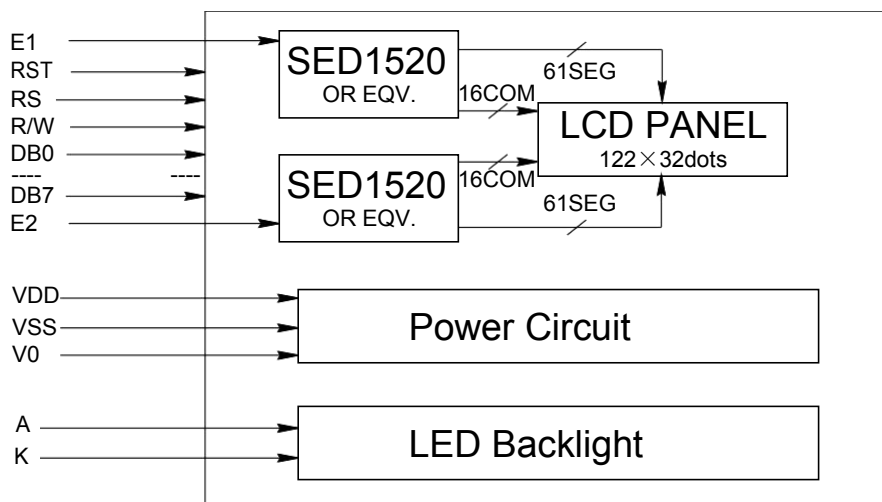 E1
RST
RS
R/W
DB0
----
----
DB7
E2
SED1520
OR EQV.
61SEG
16COM
LCD PANEL
122×32dots
SED1520
OR EQV.
16COM
61SEG
VDD
VSS
V0
Power Circuit
A
K
LED Backlight